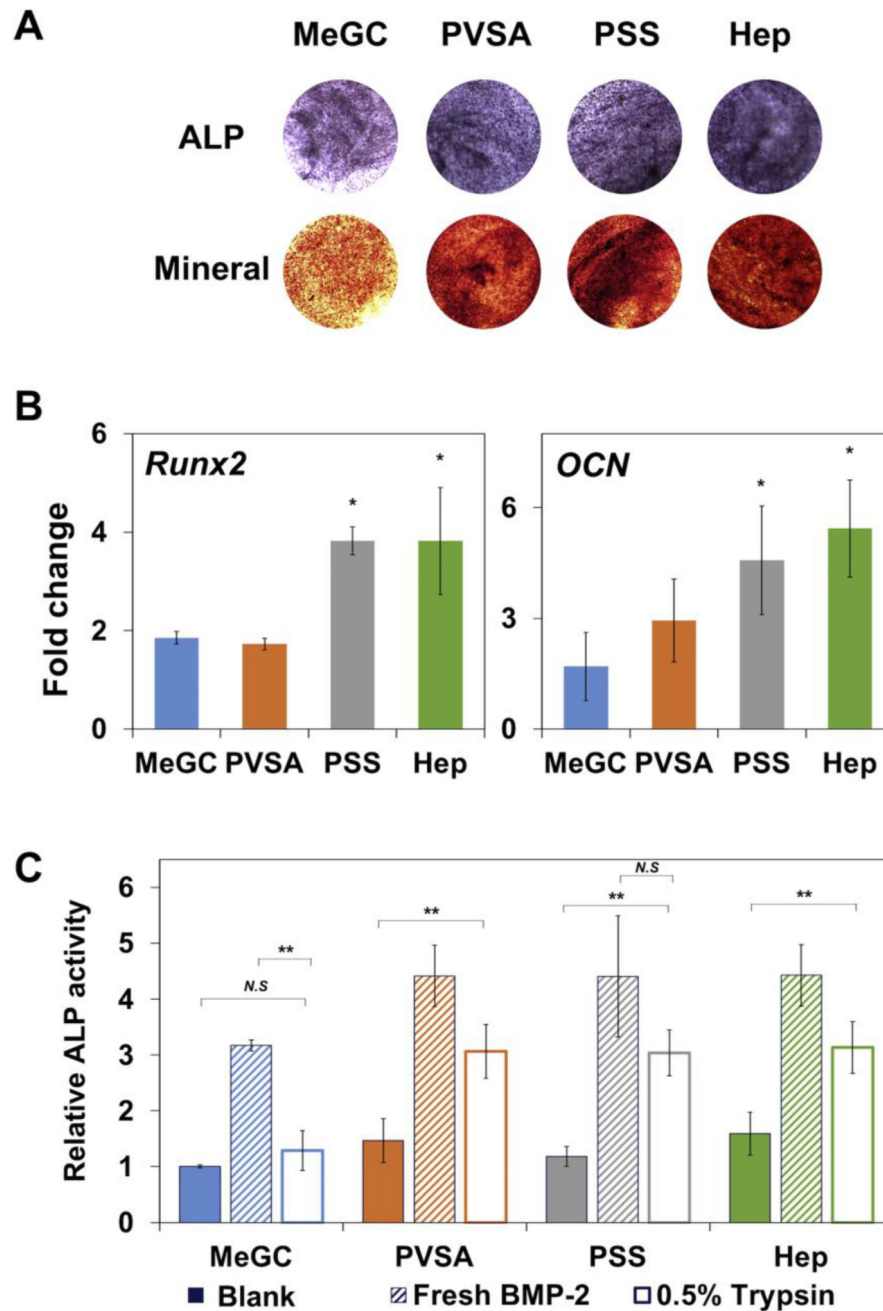 A
MeGC PVSA PSS Hep
ALP
Mineral
B
Fold change
6
4
2
0
Runx2
*
*
MeGC PVSA PSS Hep
6
3
0
OCN
*
*
MeGC PVSA PSS Hep
C
Relative ALP activity
6
5
4
3
2
1
0
N.S
**
**
**
N.S
**
MeGC PVSA PSS Hep
Blank Fresh BMP-2 0.5% Trypsin